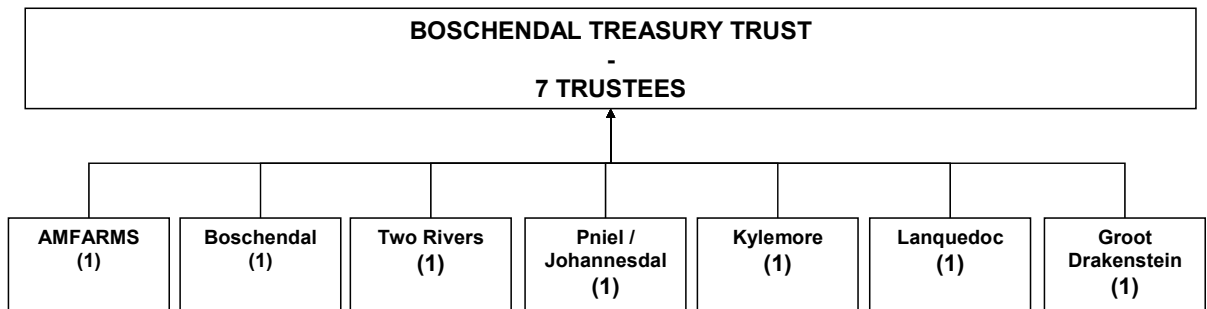 BOSCHENDAL TREASURY TRUST
-
7 TRUSTEES
AMFARMS
(1)
Boschendal
(1)
Two Rivers
(1)
Pniel /
Johannesdal
(1)
Kylemore
(1)
Lanquedoc
(1)
Groot
Drakenstein
(1)